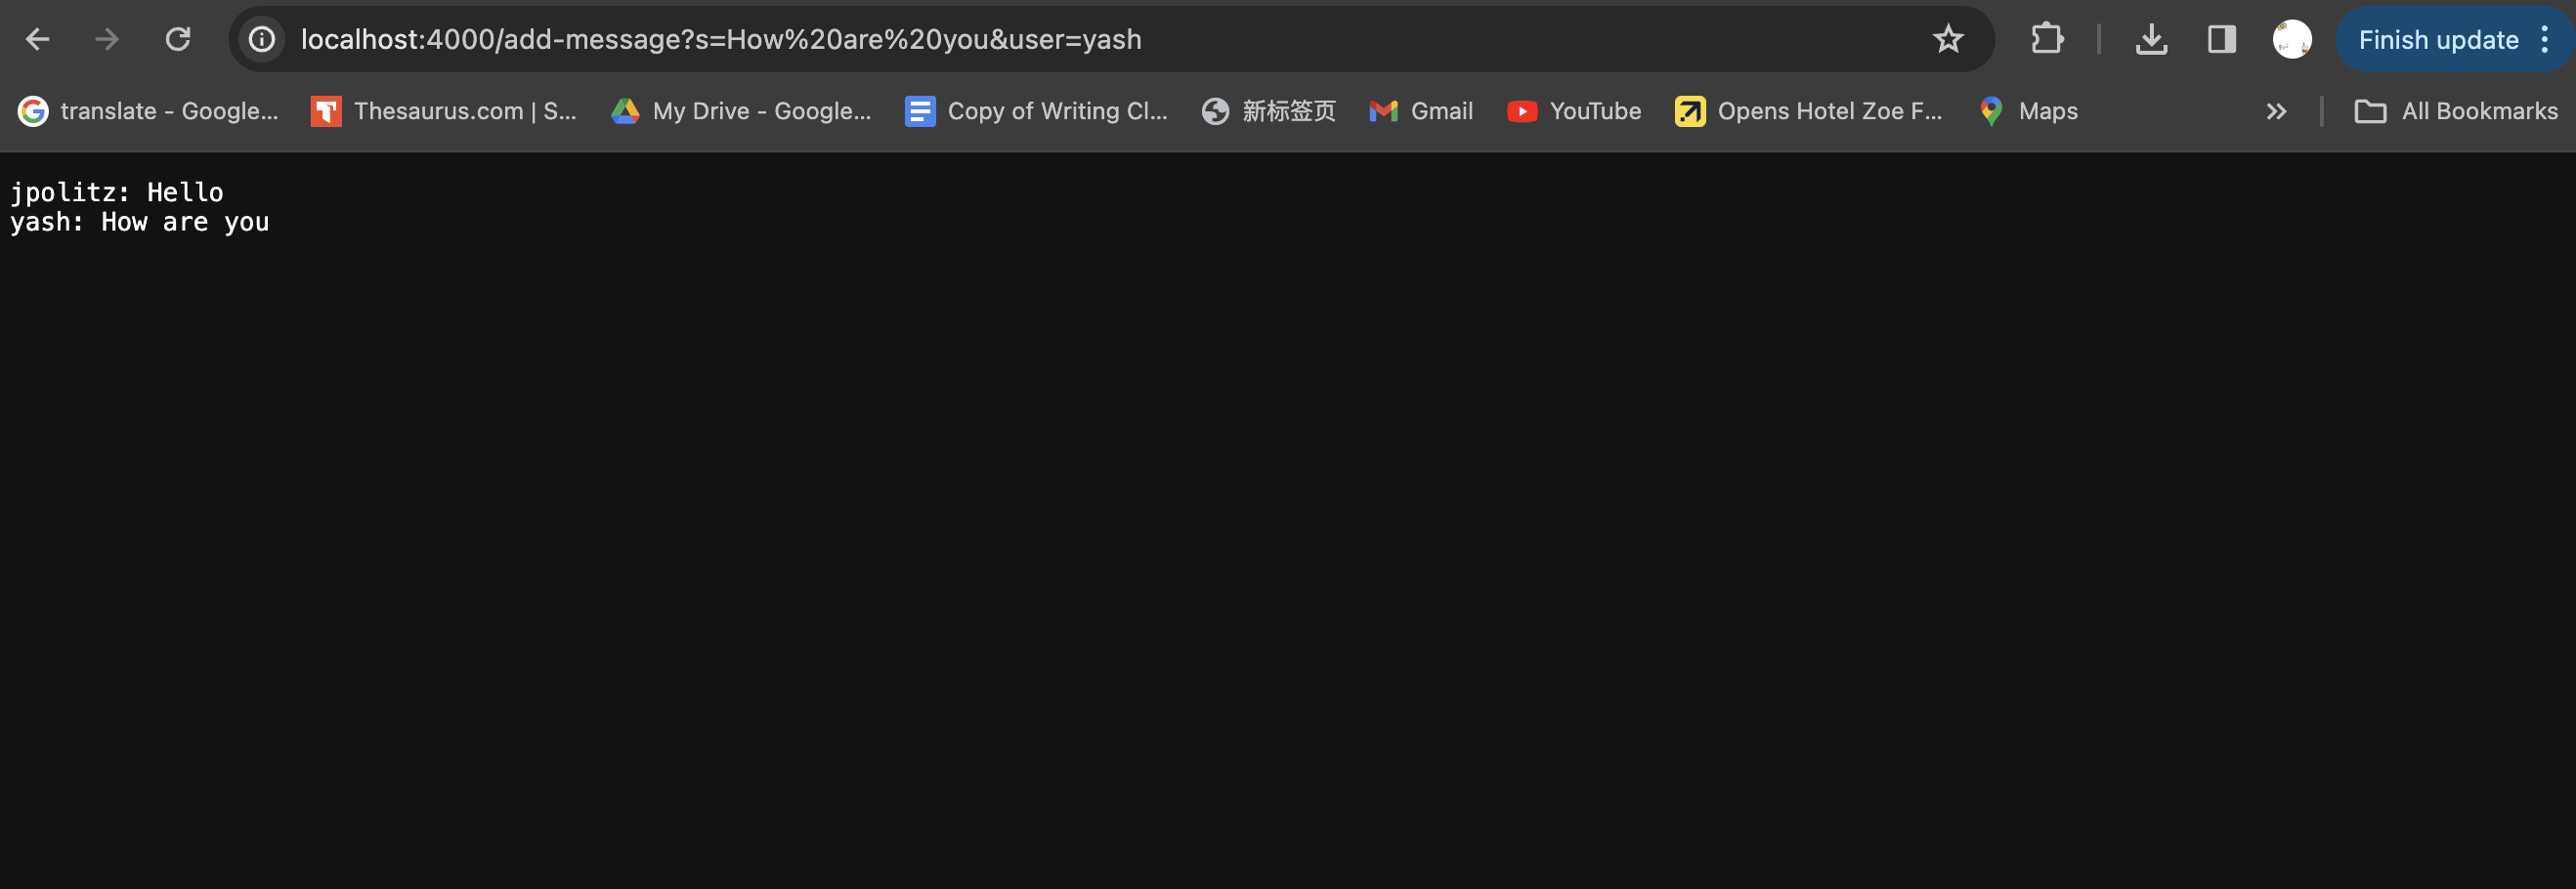 localhost:4000/add-message?s=How%20are%20you&user=yash Finish update
translate - Google... Thesaurus.com | S... My Drive - Google... Copy of Writing Cl... 新标签页 Gmail YouTube Opens Hotel Zoe F... Maps All Bookmarks
jpolitz: Hello
yash: How are you